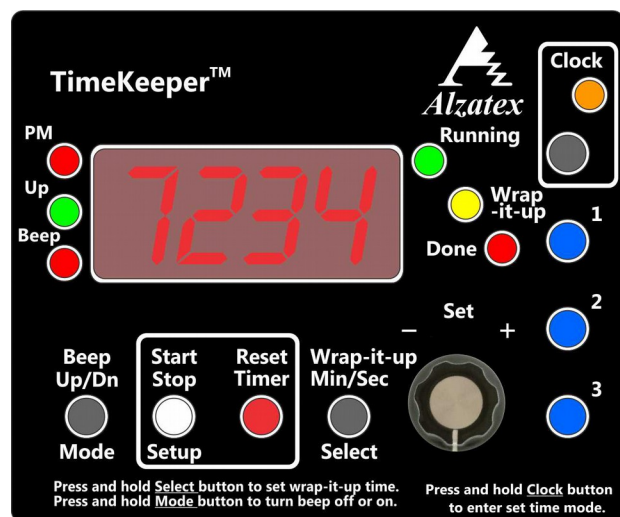 TimeKeeper™
Alzatex
Clock
PM
Up
Beep
7234
Running
Wrap
-it-up
Done
1
2
3
Set
- +
Beep
Up/Dn
Mode
Start
Stop
Setup
Reset
Timer
Wrap-it-up
Min/Sec
Select
Press and hold Select button to set wrap-it-up time.
Press and hold Mode button to turn beep off or on.
Press and hold Clock button
to enter set time mode.